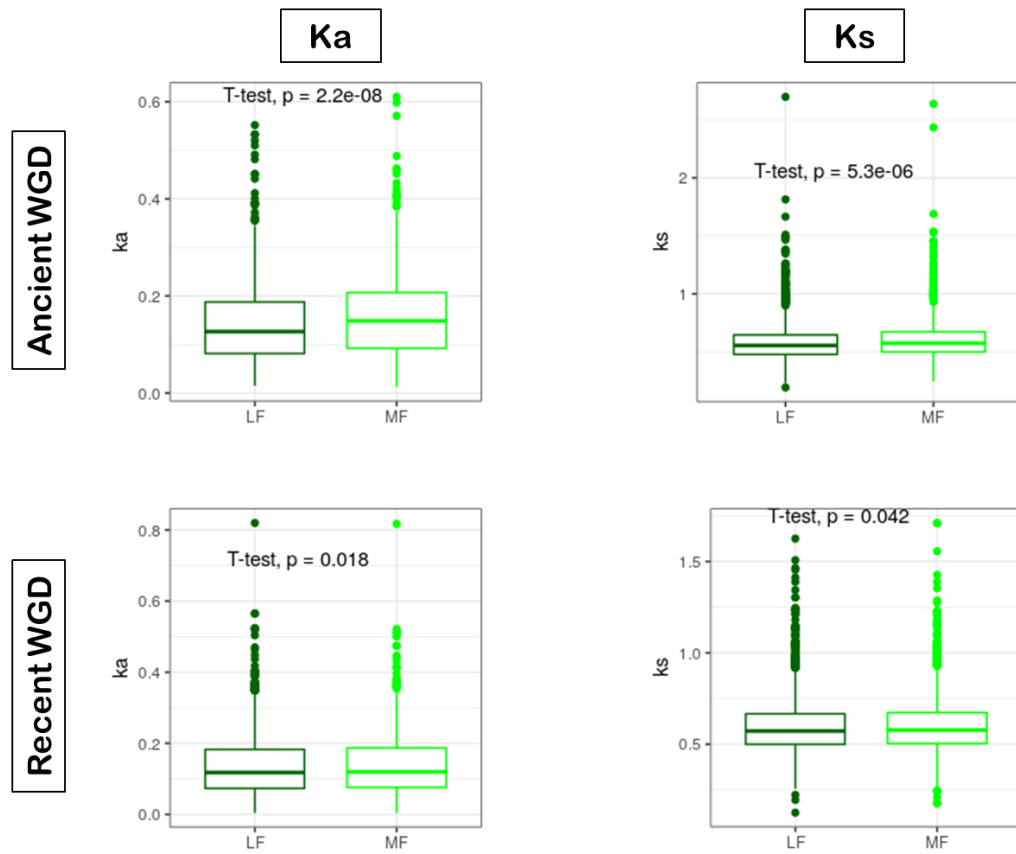 Ka
Ks
Ancient WGD
T-test, p = 2.2e-08
0.6
0.4
0.2
0.0
ka
LF
MF
T-test, p = 5.3e-06
2
1
ks
LF
MF
Recent WGD
T-test, p = 0.018
0.8
0.6
0.4
0.2
0.0
ka
LF
MF
T-test, p = 0.042
1.5
1.0
0.5
ks
LF
MF